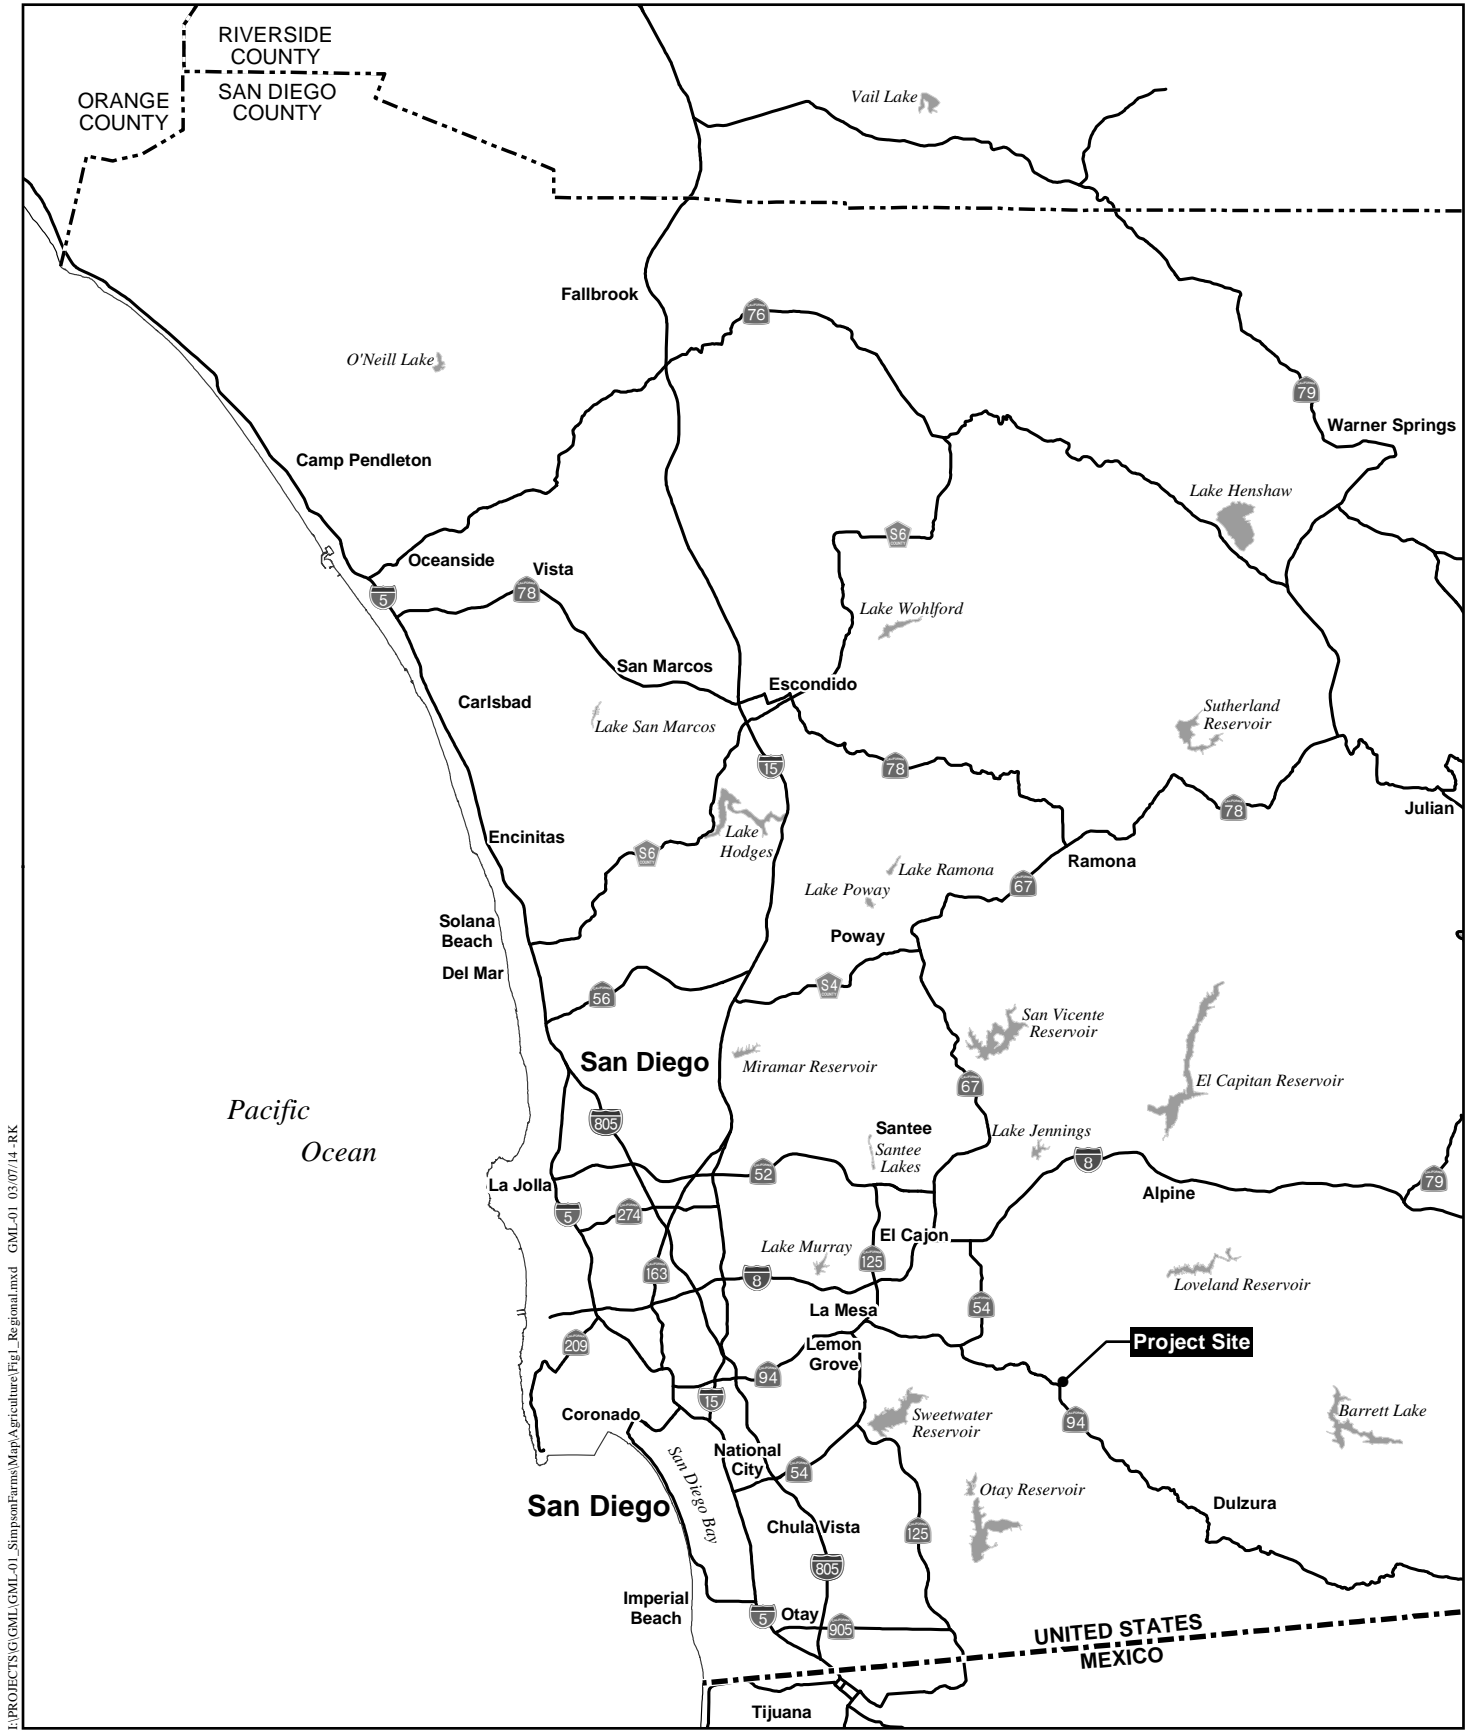 RIVERSIDE
COUNTY
ORANGE
COUNTY
SAN DIEGO
COUNTY
Vail Lake
Fallbrook
76
O'Neill Lake
79
Warner Springs
Camp Pendleton
Lake Henshaw
S6
COUNTY
Oceanside
Vista
5
78
Lake Wohlford
San Marcos
Escondido
Carlsbad
Lake San Marcos
Sutherland
Reservoir
15
78
78
Julian
Encinitas
Lake
Hodges
S6
COUNTY
Ramona
Lake Ramona
67
Lake Poway
Solana
Beach
Poway
Del Mar
56
S4
COUNTY
San Vicente
Reservoir
San Diego
Miramar Reservoir
67
El Capitan Reservoir
Pacific
Ocean
805
Santee
Santee
Lakes
Lake Jennings
8
52
La Jolla
Alpine
79
5
274
El Cajon
Lake Murray
125
163
8
Loveland Reservoir
La Mesa
54
209
Lemon
Grove
Project Site
94
15
Coronado
Sweetwater
Reservoir
94
Barrett Lake
National
City
54
San Diego Bay
Otay Reservoir
San Diego
Dulzura
Chula Vista
125
805
Imperial
Beach
5
Otay
905
UNITED STATES
MEXICO
Tijuana
I:\PROJECTS\G\GML\GML-01_SimpsonFarms\Map\Agriculture\Fig1_Regional.mxd GML-01 03/07/14 -RK